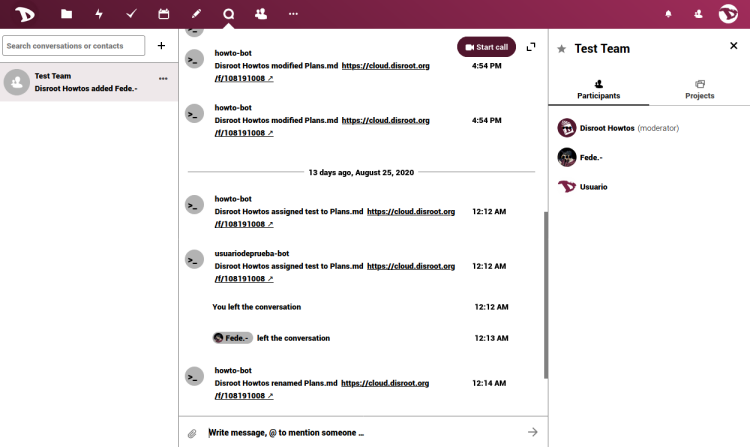 Search conversations or contacts
+
Test Team
Disroot Howtos added Fede.-
howto-bot
Disroot Howtos modified Plans.md https://cloud.disroot.org
/f/108191008 ↗
4:54 PM
Start call
howto-bot
Disroot Howtos modified Plans.md https://cloud.disroot.org
/f/108191008 ↗
4:54 PM
13 days ago, August 25, 2020
howto-bot
Disroot Howtos assigned test to Plans.md https://cloud.disroot.org
/f/108191008 ↗
12:12 AM
usuariodeprueba-bot
Disroot Howtos assigned test to Plans.md https://cloud.disroot.org
/f/108191008 ↗
12:12 AM
You left the conversation 12:12 AM
Fede.- left the conversation 12:13 AM
howto-bot
Disroot Howtos renamed Plans.md https://cloud.disroot.org
/f/108191008 ↗
12:14 AM
Write message, @ to mention someone …
Test Team
Participants
Projects
Disroot Howtos (moderator)
Fede.-
Usuario